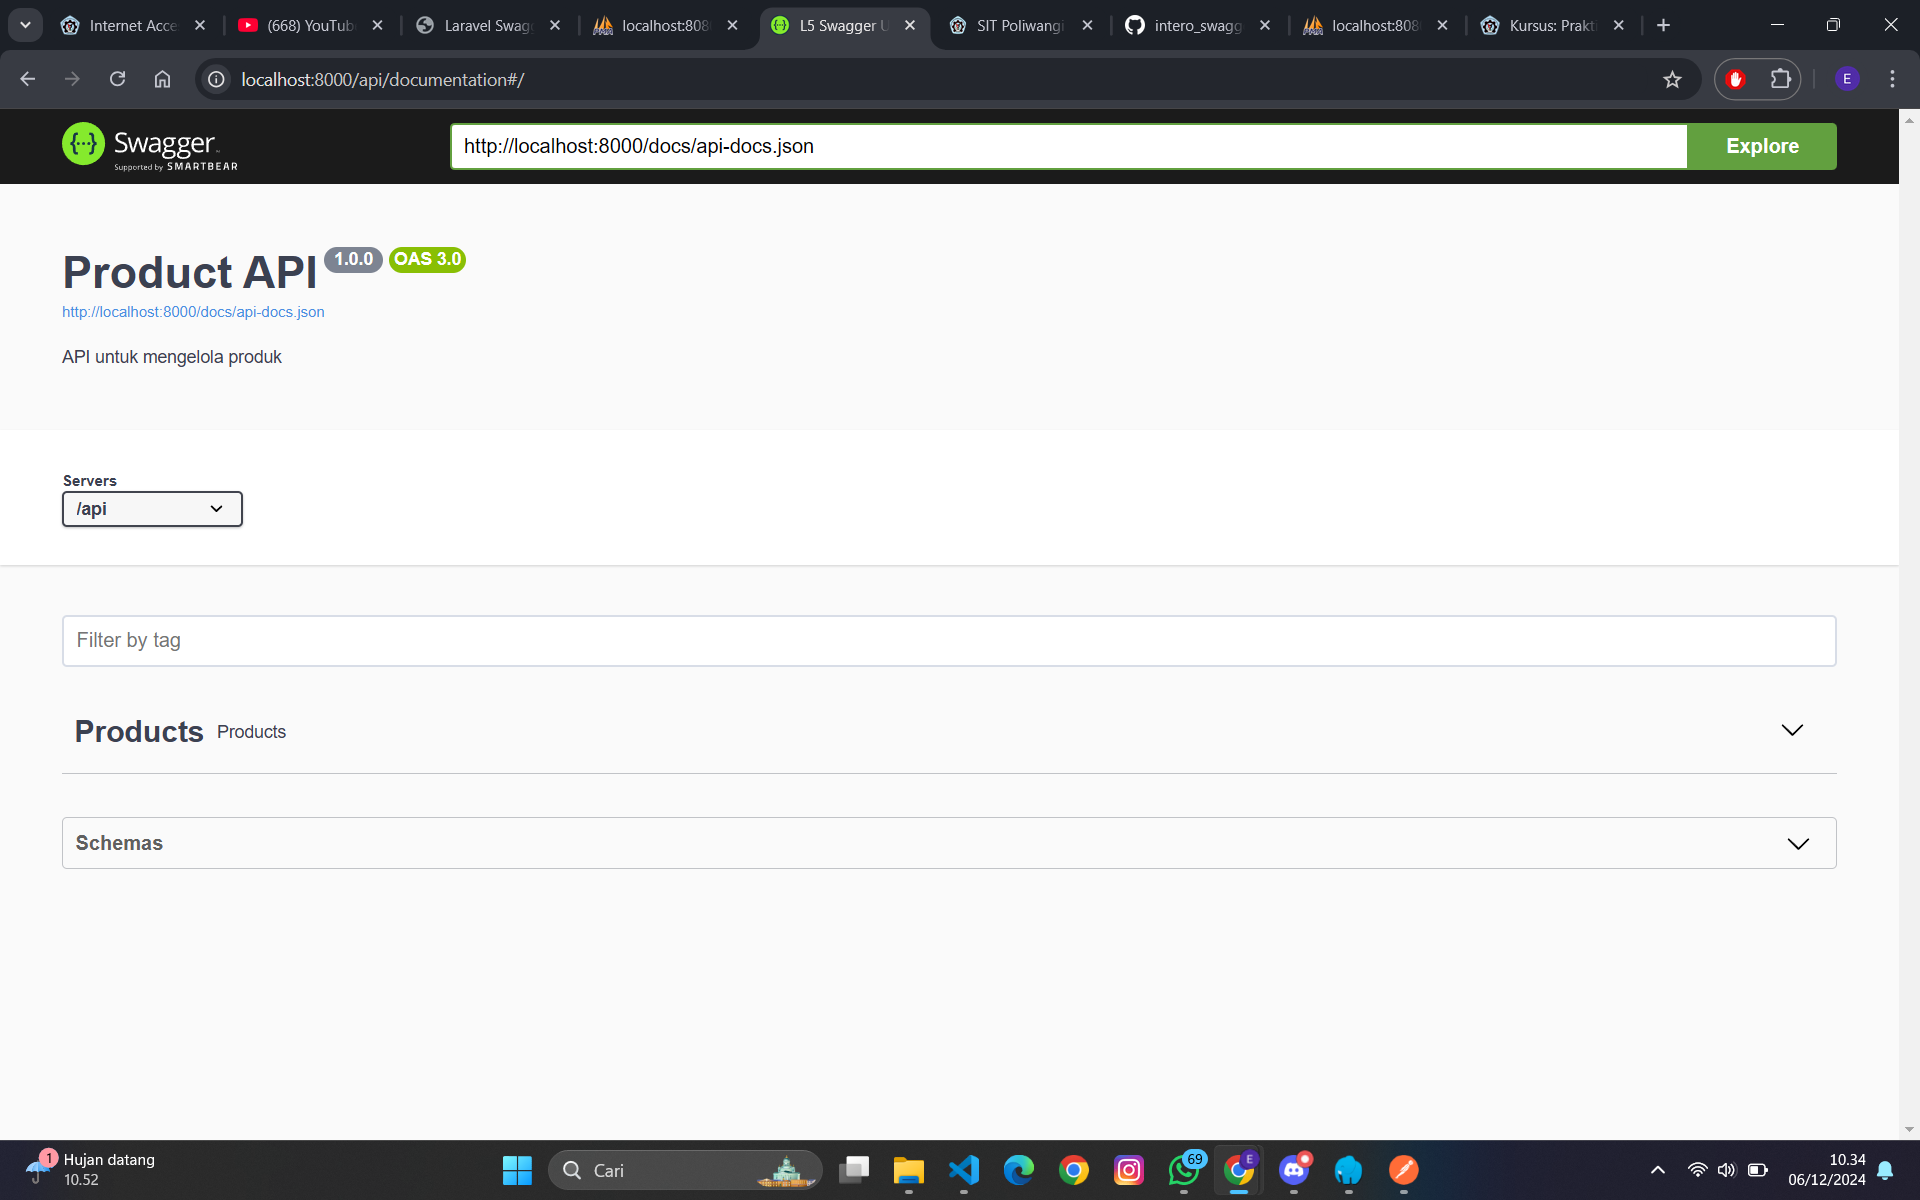 Internet Acce
(668) YouTub
Laravel Swag
localhost:808
L5 Swagger U
SIT Poliwangi
intero_swagg
localhost:808
Kursus: Prakt
localhost:8000/api/documentation#/
E
Swagger
Supported by SMARTBEAR
http://localhost:8000/docs/api-docs.json
Explore
Product API 1.0.0 OAS 3.0
http://localhost:8000/docs/api-docs.json
API untuk mengelola produk
Servers
/api
Filter by tag
Products Products
Schemas
1
Hujan datang
10.52
Cari
69
E
10.34
06/12/2024